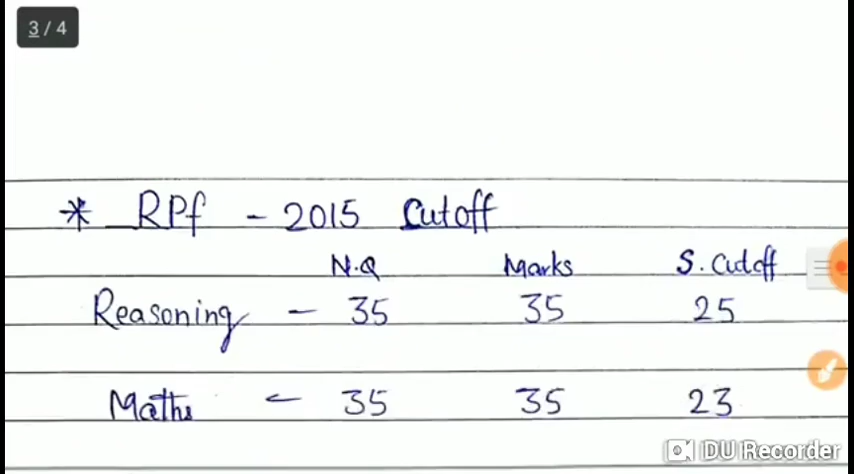 3 / 4
* RPf - 2015 Cutoff
N.Q Marks S. Cutoff
Reasoning - 35 35 25
Maths - 35 35 23
DU Recorder